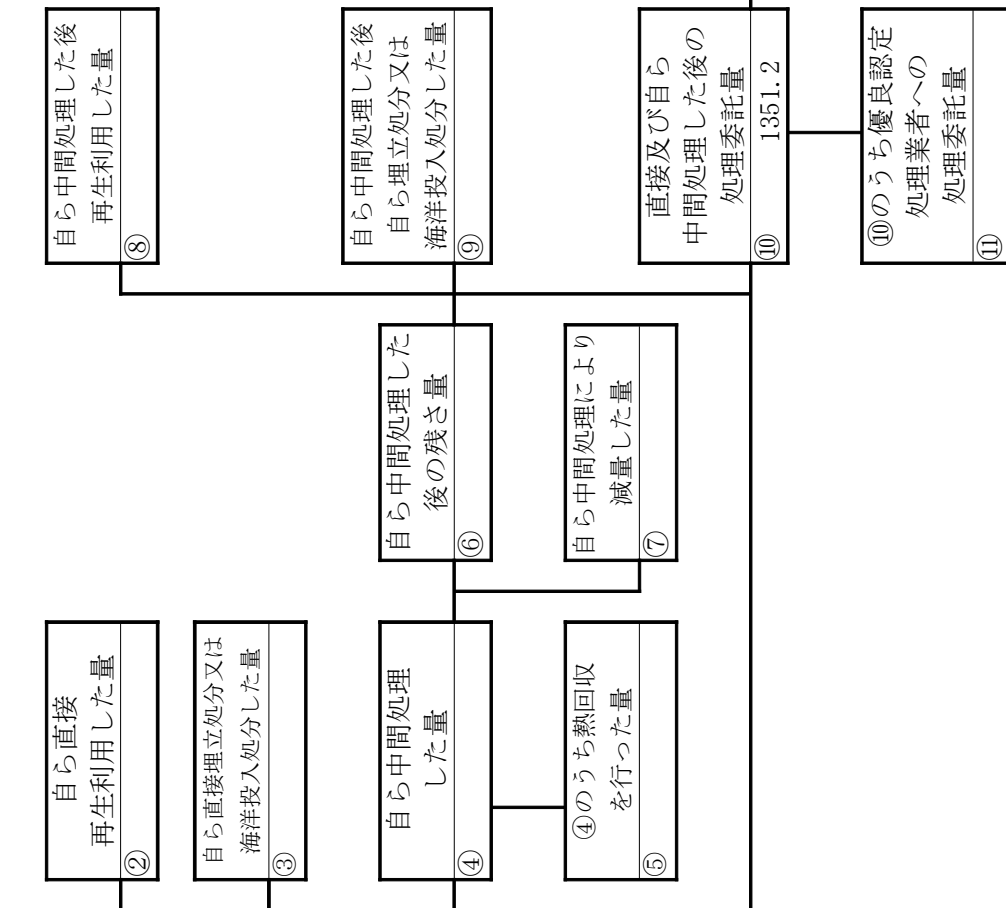 自ら直接
再生利用した量
②
自ら直接埋立処分又は
海洋投入処分した量
③
自ら中間処理
した量
④
④のうち熱回収
を行った量
⑤
自ら中間処理した
後の残さ量
⑥
自ら中間処理により
減量した量
⑦
自ら中間処理した後
再生利用した量
⑧
自ら中間処理した後
自ら埋立処分又は
海洋投入処分した量
⑨
直接及び自ら
中間処理した後の
処理委託量
⑩ 1351.2
⑩のうち優良認定
処理業者への
処理委託量
⑪